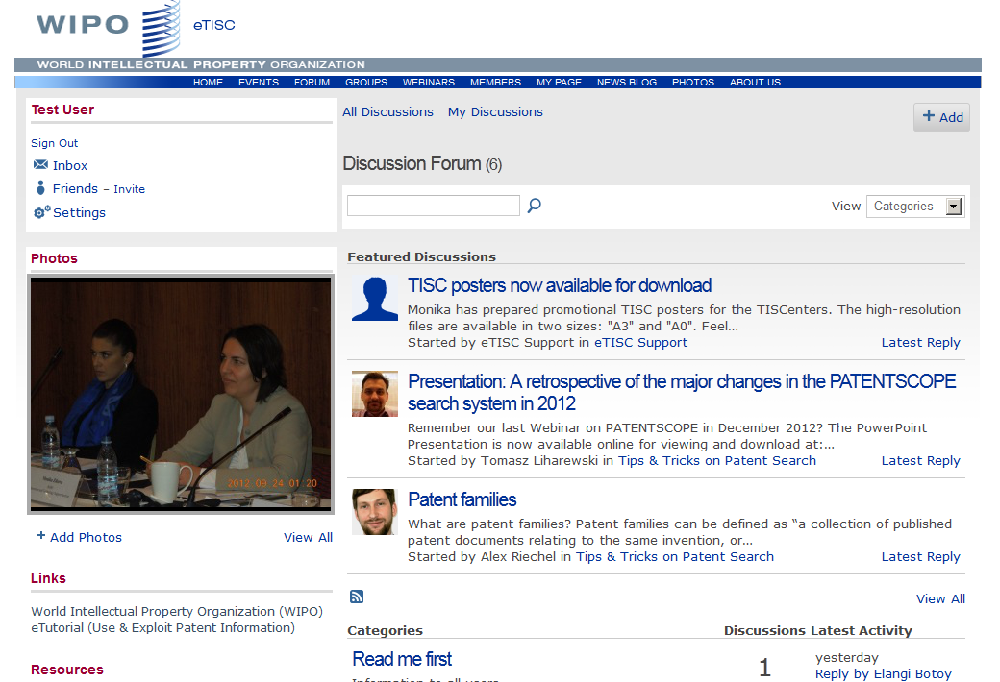 WIPO
eTISC
WORLD INTELLECTUAL PROPERTY ORGANIZATION
HOME EVENTS FORUM GROUPS WEBINARS MEMBERS MY PAGE NEWS BLOG PHOTOS ABOUT US
Test User
Sign Out
Inbox
Friends – Invite
Settings
Photos
2012 09 24 01 20
+ Add Photos View All
Links
World Intellectual Property Organization (WIPO)
eTutorial (Use & Exploit Patent Information)
Resources
All Discussions My Discussions
+ Add
Discussion Forum (6)
View Categories
Featured Discussions
TISC posters now available for download
Monika has prepared promotional TISC posters for the TISCenters. The high-resolution
files are available in two sizes: "A3" and "A0". Feel...
Started by eTISC Support in eTISC Support Latest Reply
Presentation: A retrospective of the major changes in the PATENTSCOPE
search system in 2012
Remember our last Webinar on PATENTSCOPE in December 2012? The PowerPoint
Presentation is now available online for viewing and download at:...
Started by Tomasz Liharewski in Tips & Tricks on Patent Search Latest Reply
Patent families
What are patent families? Patent families can be defined as “a collection of published
patent documents relating to the same invention, or...
Started by Alex Riechel in Tips & Tricks on Patent Search Latest Reply
View All
Categories Discussions Latest Activity
Read me first 1 yesterday
Reply by Elangi Botoy
Information to all users